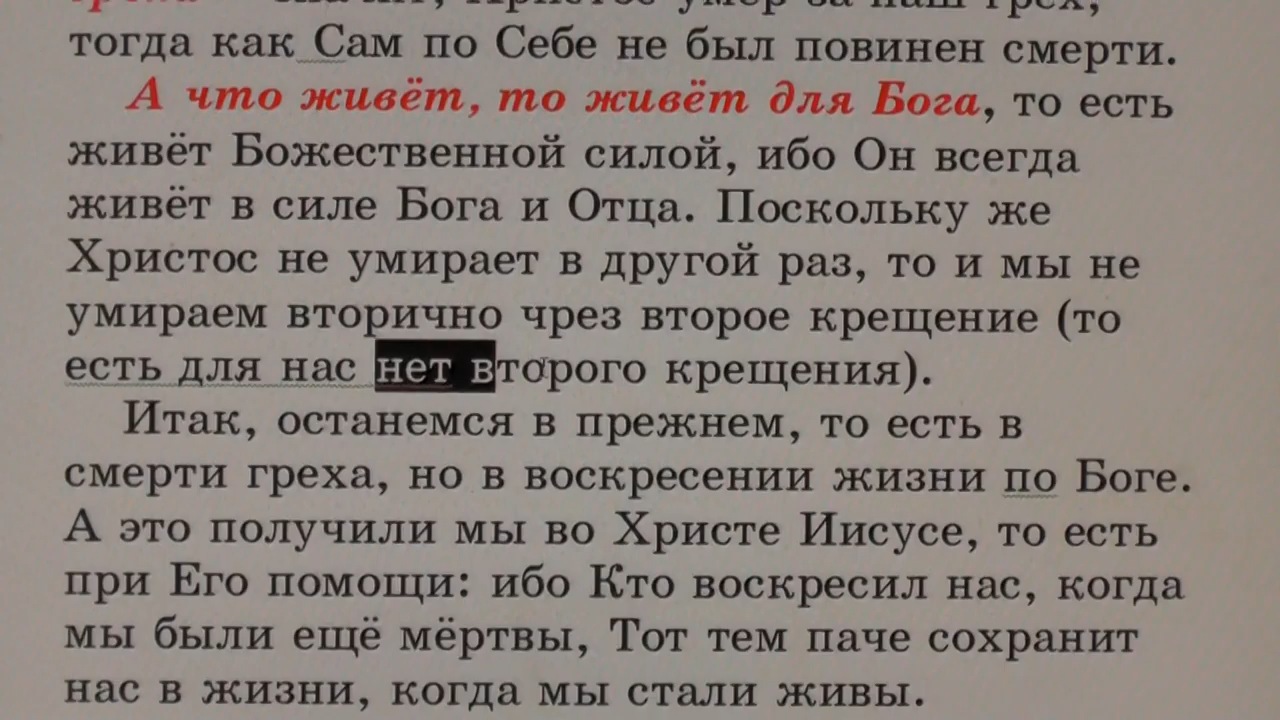 тогда как Сам по Себе не был повинен смерти.
А что живёт, то живёт для Бога, то есть
живёт Божественной силой, ибо Он всегда
живёт в силе Бога и Отца. Поскольку же
Христос не умирает в другой раз, то и мы не
умираем вторично чрез второе крещение (то
есть для нас нет второго крещения).
Итак, останемся в прежнем, то есть в
смерти греха, но в воскресении жизни по Боге.
А это получили мы во Христе Иисусе, то есть
при Его помощи: ибо Кто воскресил нас, когда
мы были ещё мёртвы, Тот тем паче сохранит
нас в жизни, когда мы стали живы.